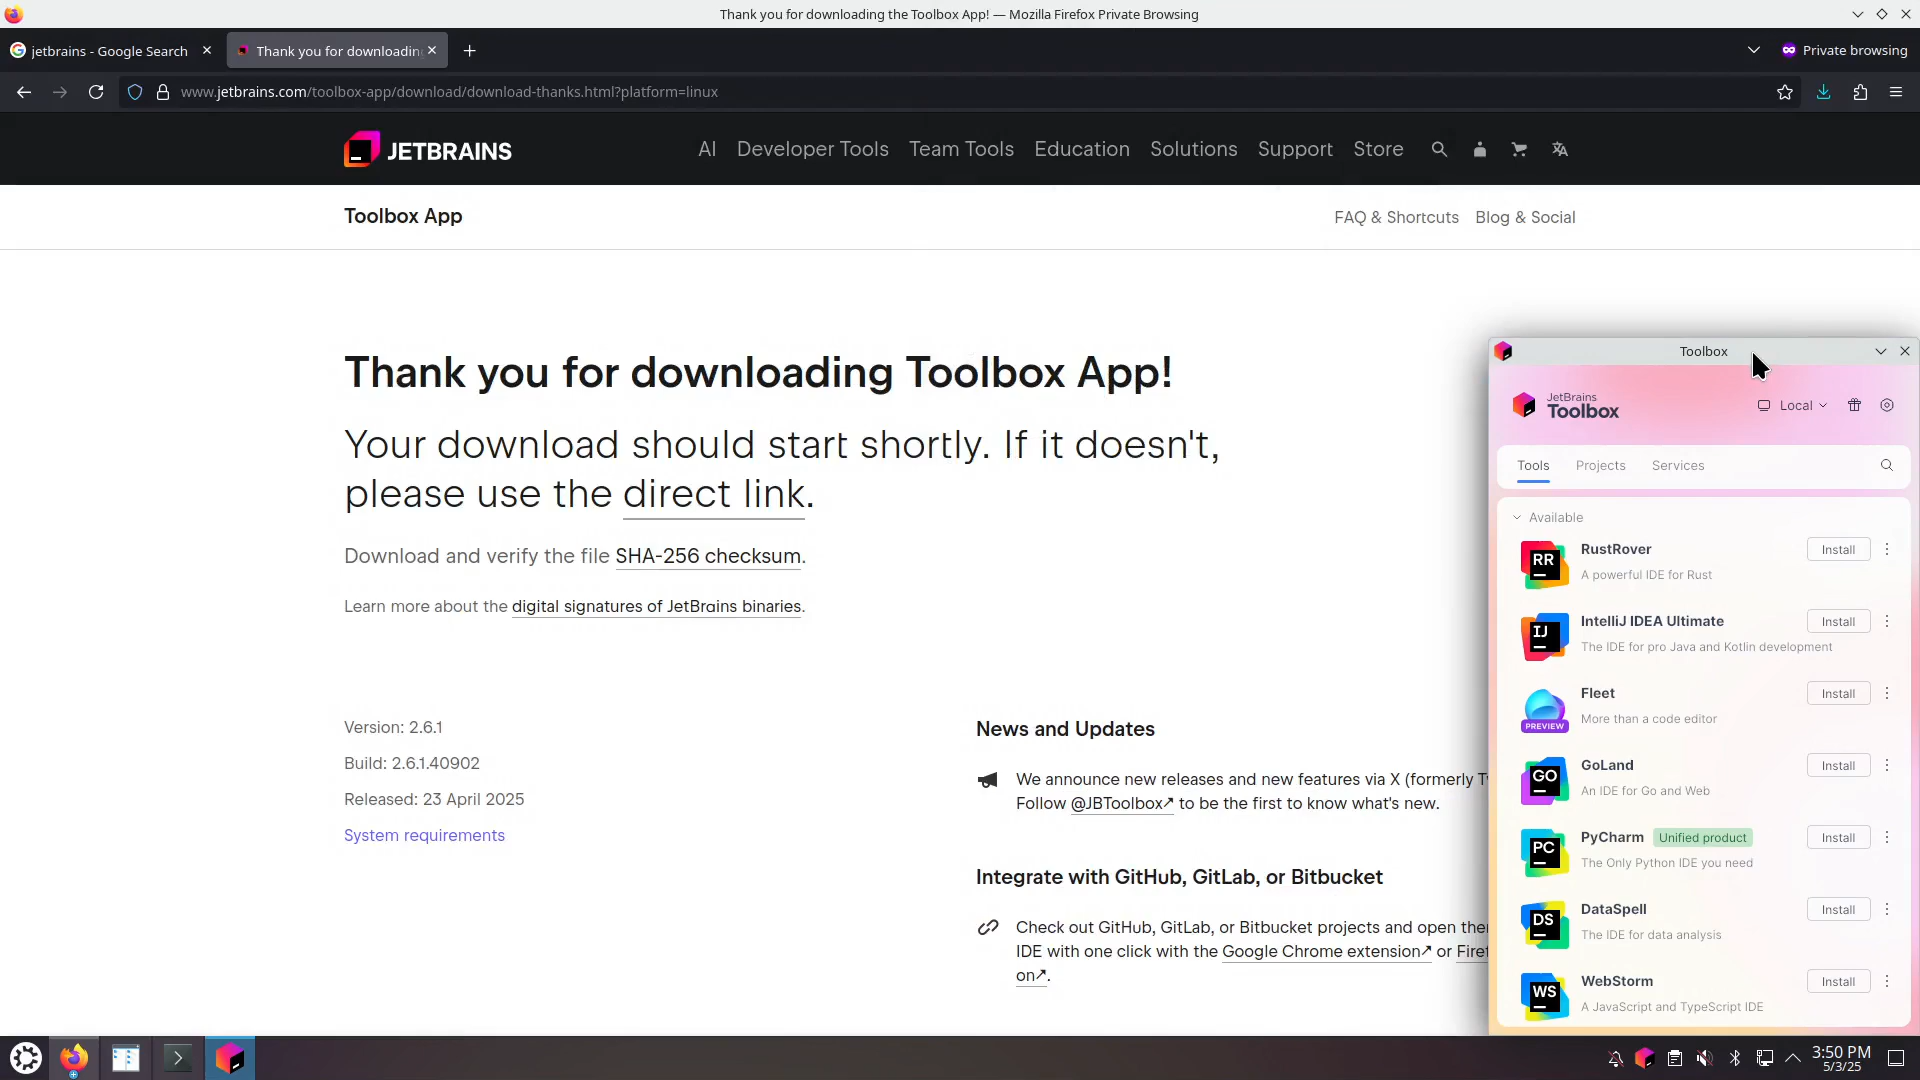 Thank you for downloading the Toolbox App! — Mozilla Firefox Private Browsing
jetbrains - Google Search
Thank you for downloading
Private browsing
www.jetbrains.com/toolbox-app/download/download-thanks.html?platform=linux
JETBRAINS
AI Developer Tools Team Tools Education Solutions Support Store
Toolbox App
FAQ & Shortcuts Blog & Social
Thank you for downloading Toolbox App!
Your download should start shortly. If it doesn't,
please use the direct link.
Download and verify the file SHA-256 checksum.
Learn more about the digital signatures of JetBrains binaries.
Version: 2.6.1
Build: 2.6.1.40902
Released: 23 April 2025
System requirements
News and Updates
We announce new releases and new features via X (formerly T
Follow @JBToolbox↗ to be the first to know what's new.
Integrate with GitHub, GitLab, or Bitbucket
Check out GitHub, GitLab, or Bitbucket projects and open the
IDE with one click with the Google Chrome extension↗ or Firef
on↗.
Toolbox
JetBrains
Toolbox
Local
Tools Projects Services
Available
RR
RustRover
Install
A powerful IDE for Rust
IJ
IntelliJ IDEA Ultimate
Install
The IDE for pro Java and Kotlin development
Fleet
Install
PREVIEW
More than a code editor
GO
GoLand
Install
An IDE for Go and Web
PC
PyCharm Unified product
Install
The Only Python IDE you need
DS
DataSpell
Install
The IDE for data analysis
WS
WebStorm
Install
A JavaScript and TypeScript IDE
3:50 PM
5/3/25